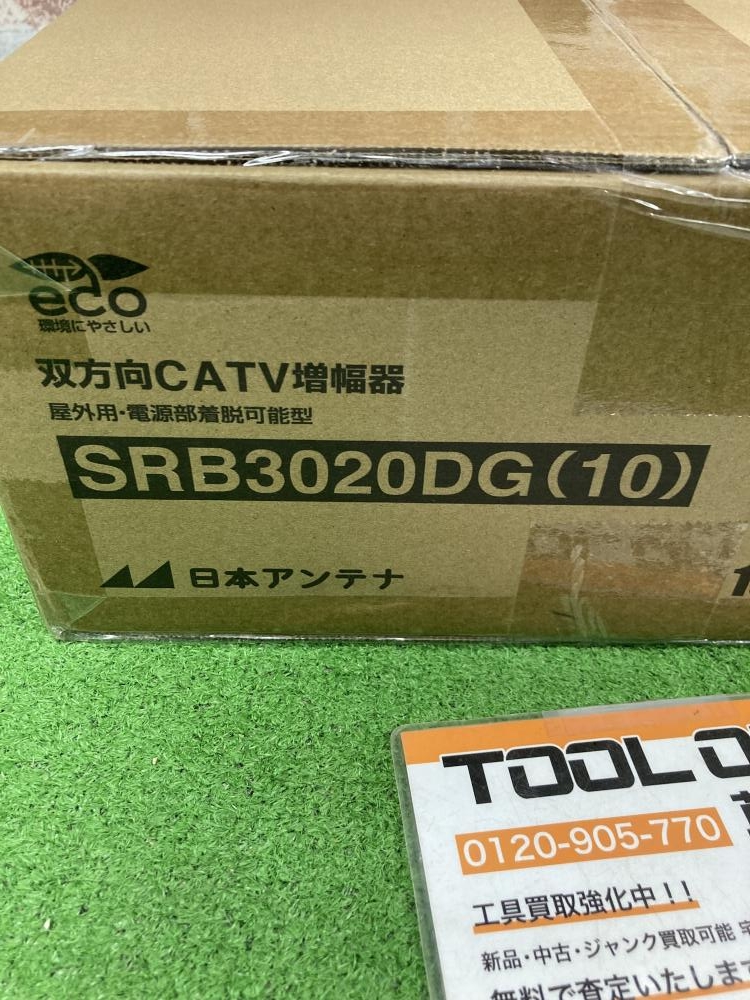 eco
環境にやさしい
双方向CATV増幅器
屋外用・電源部着脱可能型
SRB3020DG(10)
日本アンテナ
TOOL
0120-905-770
工具買取強化中!!
新品・中古・ジャンク買取可能
無料で査定いたします